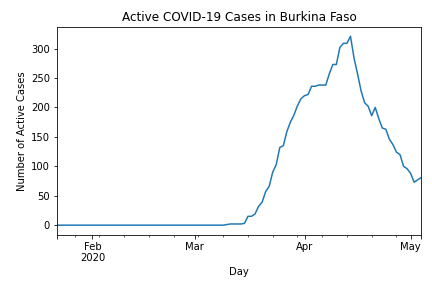 Active COVID-19 Cases in Burkina Faso
Number of Active Cases
300
250
200
150
100
50
0
Feb
2020
Mar
Apr
May
Day